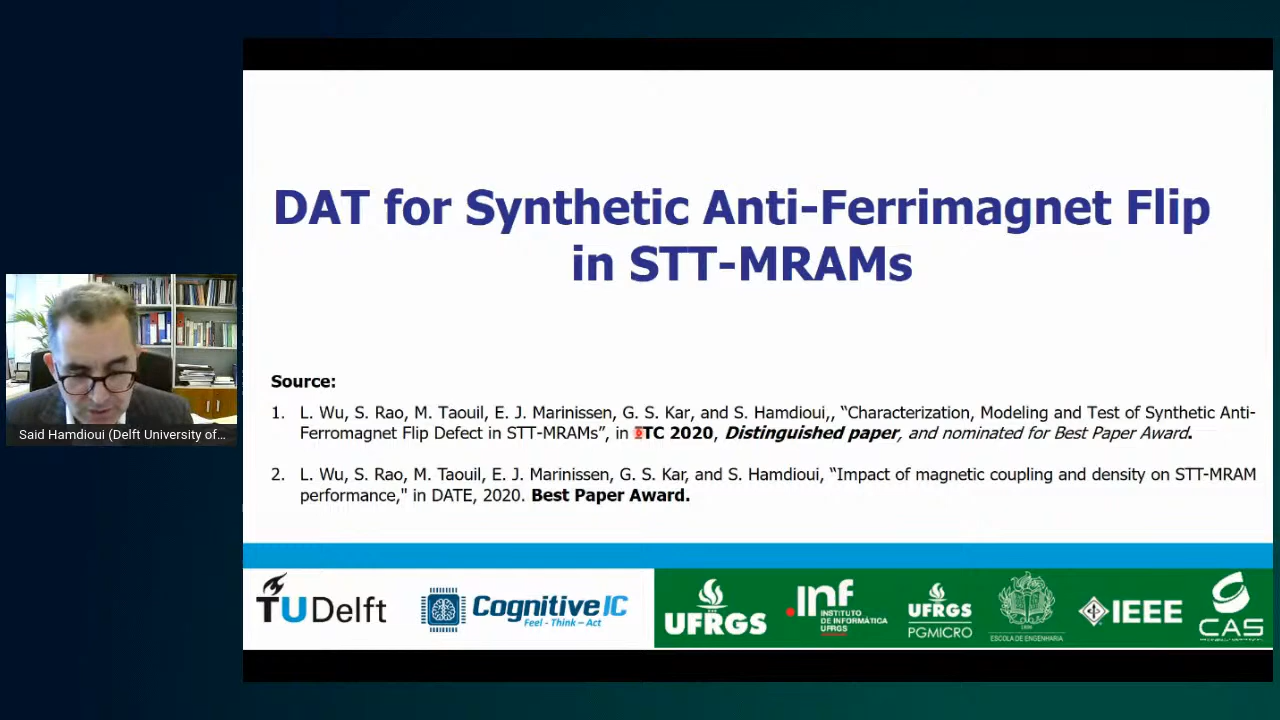 DAT for Synthetic Anti-Ferrimagnet Flip
in STT-MRAMs
Source:
1. L. Wu, S. Rao, M. Taouil, E. J. Marinissen, G. S. Kar, and S. Hamdioui,, “Characterization, Modeling and Test of Synthetic Anti-
Ferromagnet Flip Defect in STT-MRAMs”, in ITC 2020, Distinguished paper, and nominated for Best Paper Award.
2. L. Wu, S. Rao, M. Taouil, E. J. Marinissen, G. S. Kar, and S. Hamdioui, “Impact of magnetic coupling and density on STT-MRAM
performance," in DATE, 2020. Best Paper Award.
Said Hamdioui (Delft University of...
TU Delft
Cognitive IC
Feel - Think – Act
UFRGS
inf
INSTITUTO
DE INFORMÁTICA
UFRGS
UFRGS
PGMICRO
ESCOLA DE ENGENHARIA
IEEE
CAS